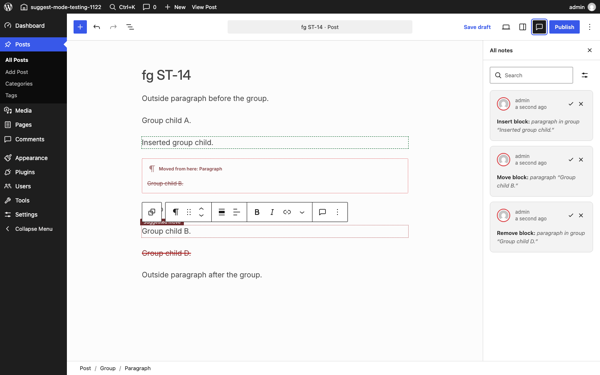 suggest-mode-testing-1122
Ctrl+K
0
New
View Post
admin
Dashboard
Posts
All Posts
Add Post
Categories
Tags
Media
Pages
Comments
Appearance
Plugins
Users
Tools
Settings
Collapse Menu
fg ST-14 · Post
Save draft
Publish
fg ST-14
Outside paragraph before the group.
Group child A.
Inserted group child.
Moved from here: Paragraph
Group child B.
B
I
Group child B.
Group child D.
Outside paragraph after the group.
All notes
Search
admin
a second ago
Insert block: paragraph in group
"Inserted group child."
admin
a second ago
Move block: paragraph "Group
child B."
admin
a second ago
Remove block: paragraph in group
"Group child D."
Post / Group / Paragraph